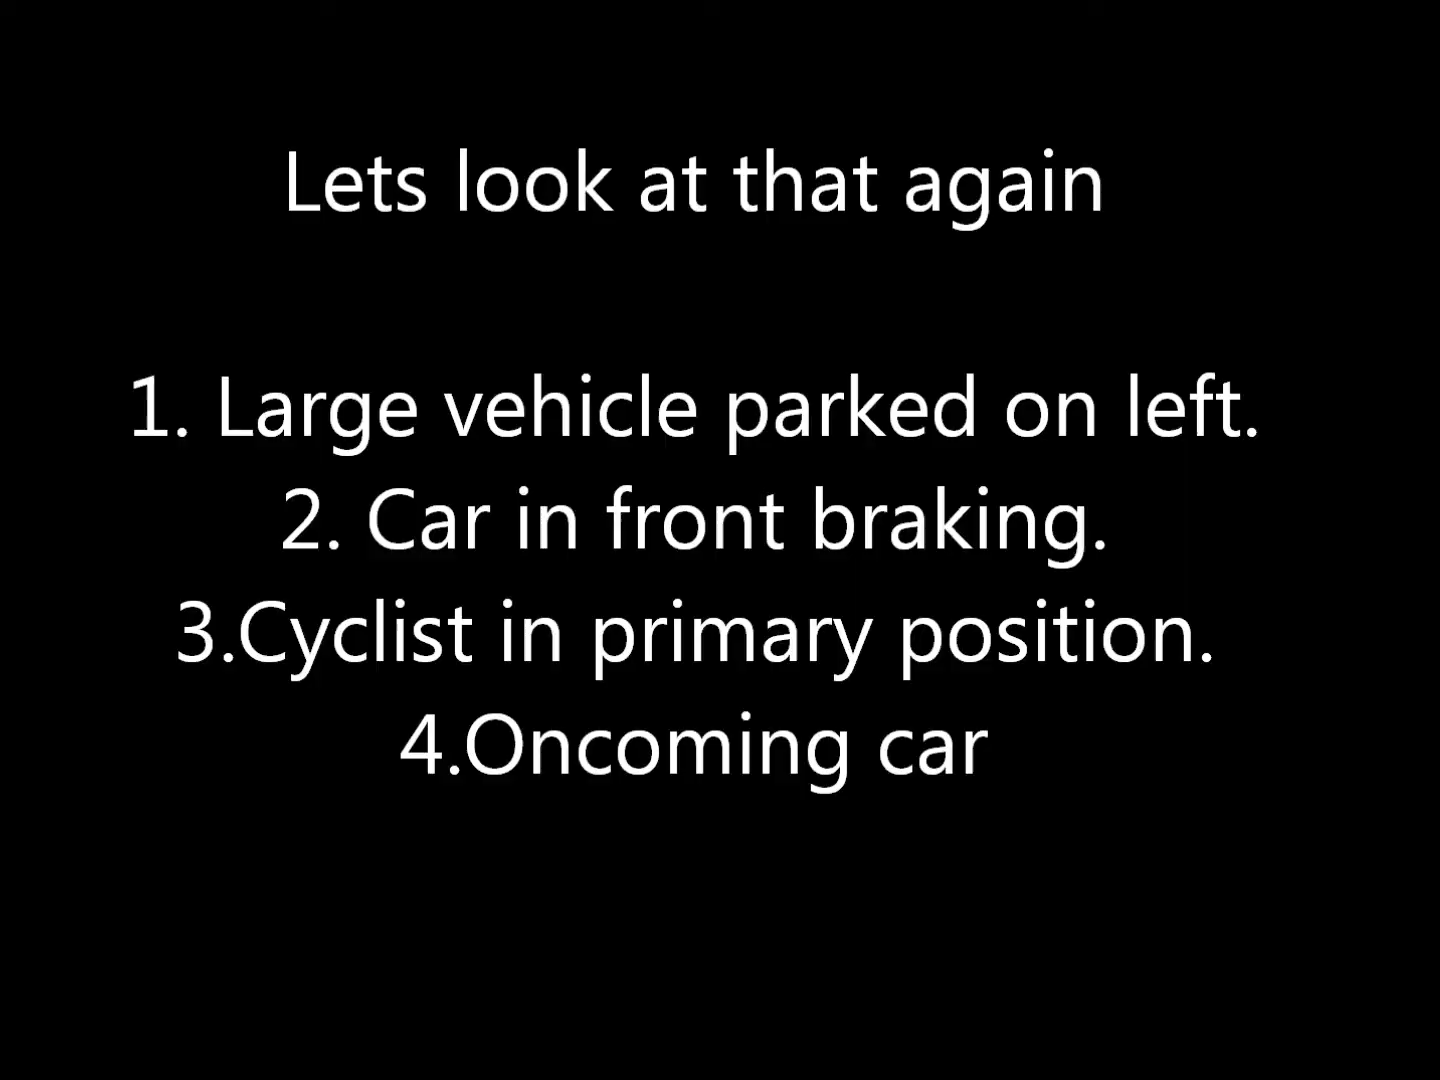 Lets look at that again
1. Large vehicle parked on left.
2. Car in front braking.
3.Cyclist in primary position.
4.Oncoming car